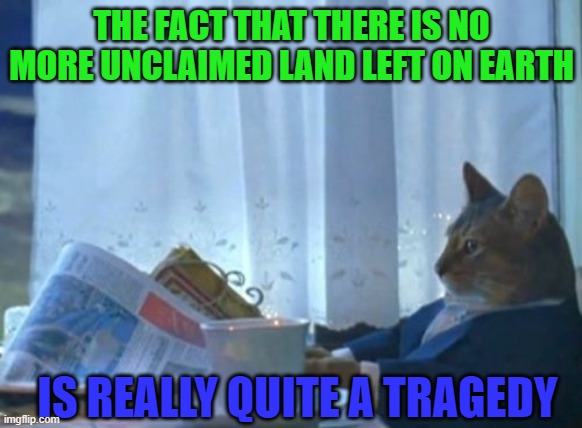 THE FACT THAT THERE IS NO
MORE UNCLAIMED LAND LEFT ON EARTH
IS REALLY QUITE A TRAGEDY
imgflip.com